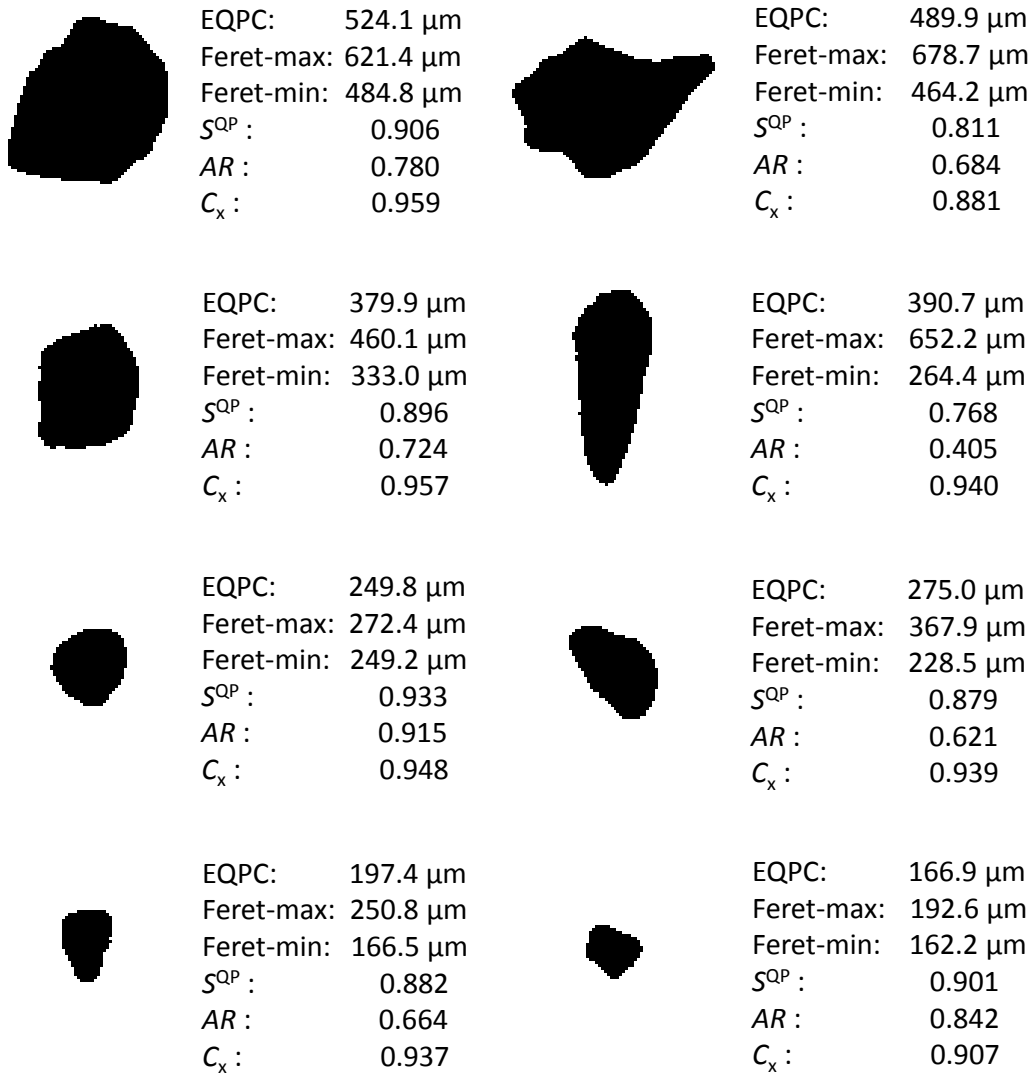 EQPC: 524.1 µm
Feret-max: 621.4 µm
Feret-min: 484.8 µm
S^QP : 0.906
AR : 0.780
C_x : 0.959
EQPC: 489.9 µm
Feret-max: 678.7 µm
Feret-min: 464.2 µm
S^QP : 0.811
AR : 0.684
C_x : 0.881
EQPC: 379.9 µm
Feret-max: 460.1 µm
Feret-min: 333.0 µm
S^QP : 0.896
AR : 0.724
C_x : 0.957
EQPC: 390.7 µm
Feret-max: 652.2 µm
Feret-min: 264.4 µm
S^QP : 0.768
AR : 0.405
C_x : 0.940
EQPC: 249.8 µm
Feret-max: 272.4 µm
Feret-min: 249.2 µm
S^QP : 0.933
AR : 0.915
C_x : 0.948
EQPC: 275.0 µm
Feret-max: 367.9 µm
Feret-min: 228.5 µm
S^QP : 0.879
AR : 0.621
C_x : 0.939
EQPC: 197.4 µm
Feret-max: 250.8 µm
Feret-min: 166.5 µm
S^QP : 0.882
AR : 0.664
C_x : 0.937
EQPC: 166.9 µm
Feret-max: 192.6 µm
Feret-min: 162.2 µm
S^QP : 0.901
AR : 0.842
C_x : 0.907